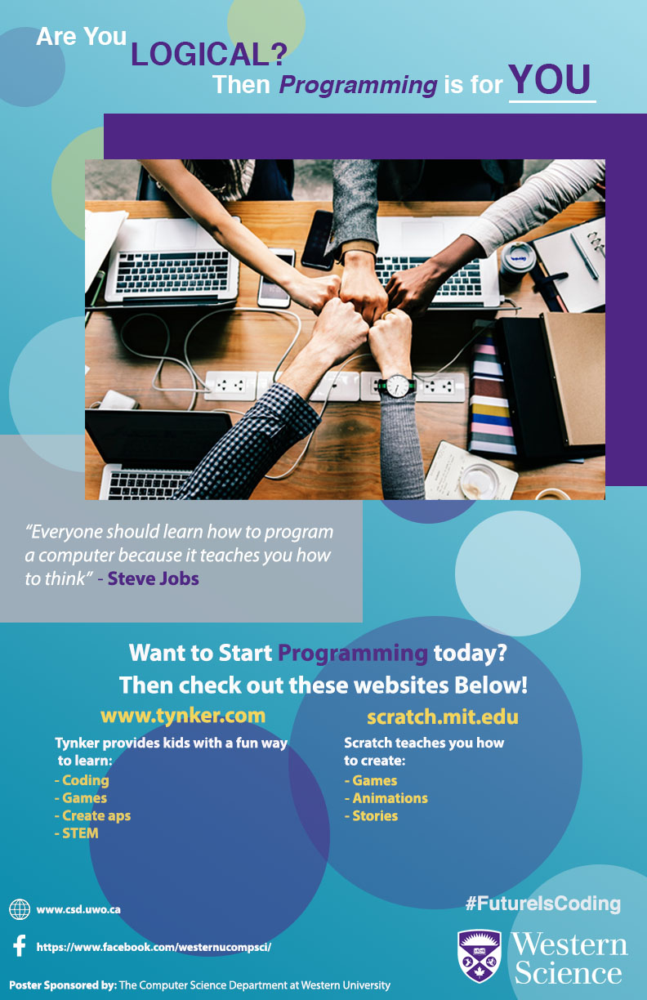 Are You
LOGICAL?
Then Programming is for YOU
“Everyone should learn how to program
a computer because it teaches you how
to think” - Steve Jobs
Want to Start Programming today?
Then check out these websites Below!
www.tynker.com
Tynker provides kids with a fun way
to learn:
- Coding
- Games
- Create aps
- STEM
scratch.mit.edu
Scratch teaches you how
to create:
- Games
- Animations
- Stories
www.csd.uwo.ca
https://www.facebook.com/westernucompsci/
Poster Sponsored by: The Computer Science Department at Western University
#FutureIsCoding
Western
Science